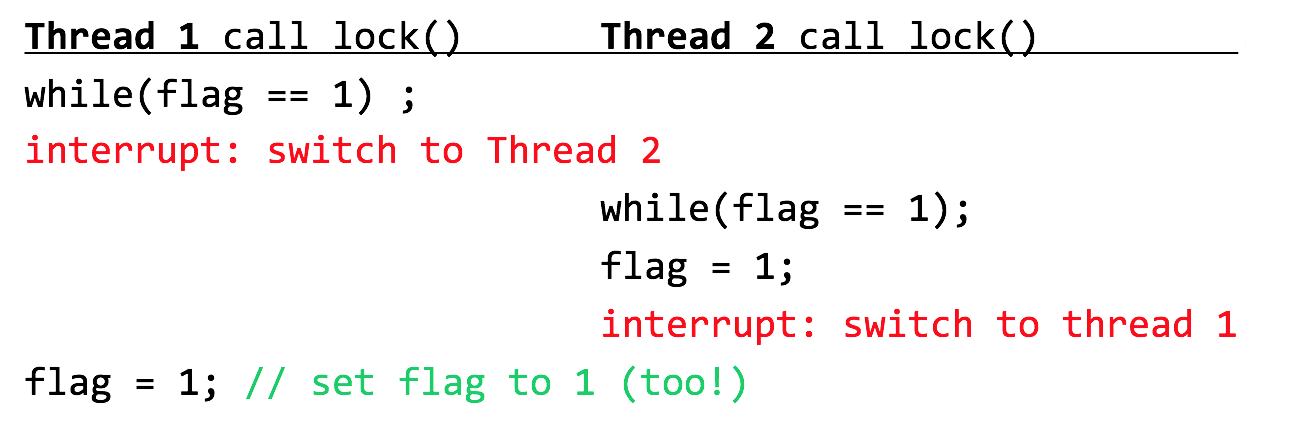 Thread 1 call lock() Thread 2 call lock()
while(flag == 1) ;
interrupt: switch to Thread 2
while(flag == 1);
flag = 1;
interrupt: switch to thread 1
flag = 1; // set flag to 1 (too!)